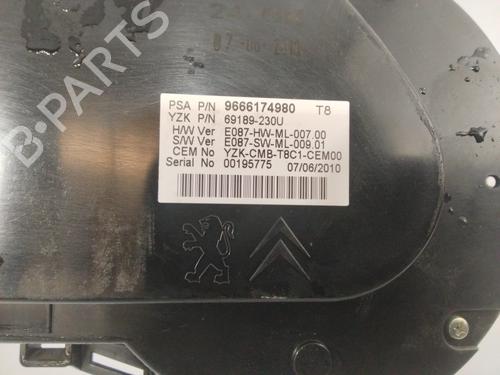 PSA P/N 9666174980 T8
YZK P/N 69189-230U
H/W Ver E087-HW-ML-007.00
S/W Ver E087-SW-ML-009.01
CEM No YZK-CMB-T8C1-CEM00
Serial No 00195775 07/06/2010
B-PARTS